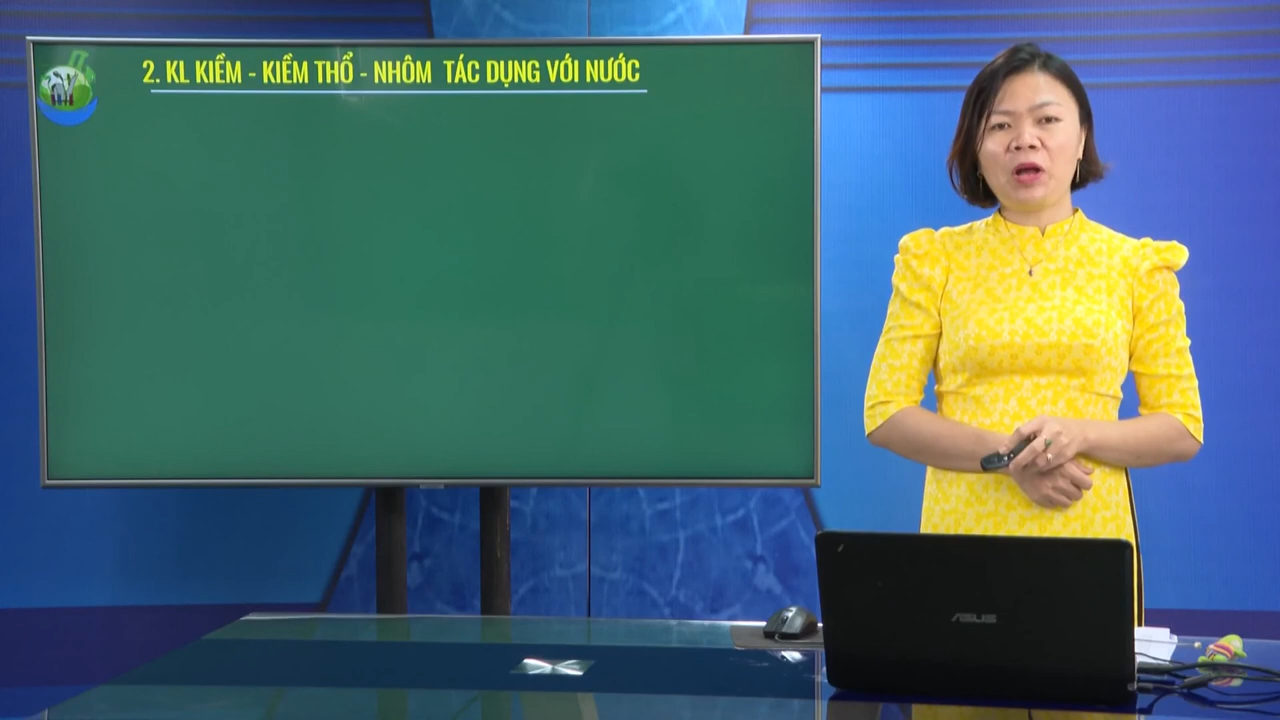 2. KL KIỀM - KIỀM THỔ - NHÔM TÁC DỤNG VỚI NƯỚC
ASUS